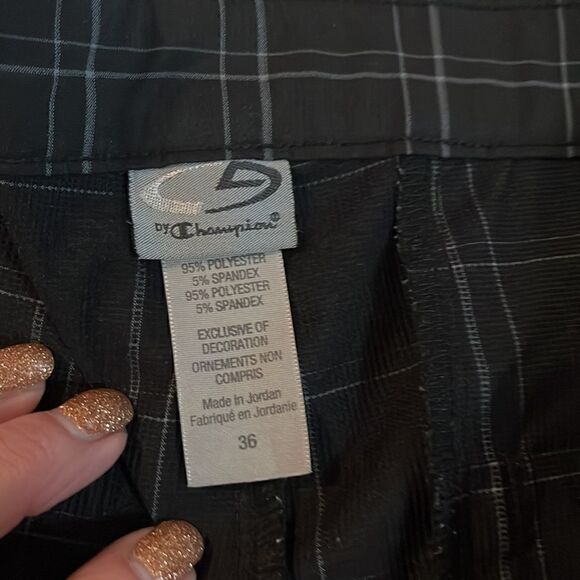 by Champion®
95% POLYESTER
5% SPANDEX
95% POLYESTER
5% SPANDEX
EXCLUSIVE OF
DECORATION
ORNEMENTS NON
COMPRIS
Made in Jordan
Fabriqué en Jordanie
36